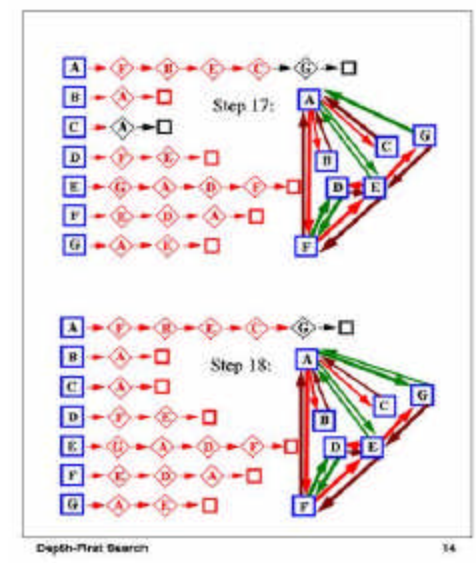 A F B E C G
B A
Step 17:
C A
D F E
E G A D F
F E D A
G A E
A G C B D E F
A F B E C G
B A
Step 18:
C A
D F E
E G A D F
F E D A
G A E
A G C B D E F
Depth-First Search 14